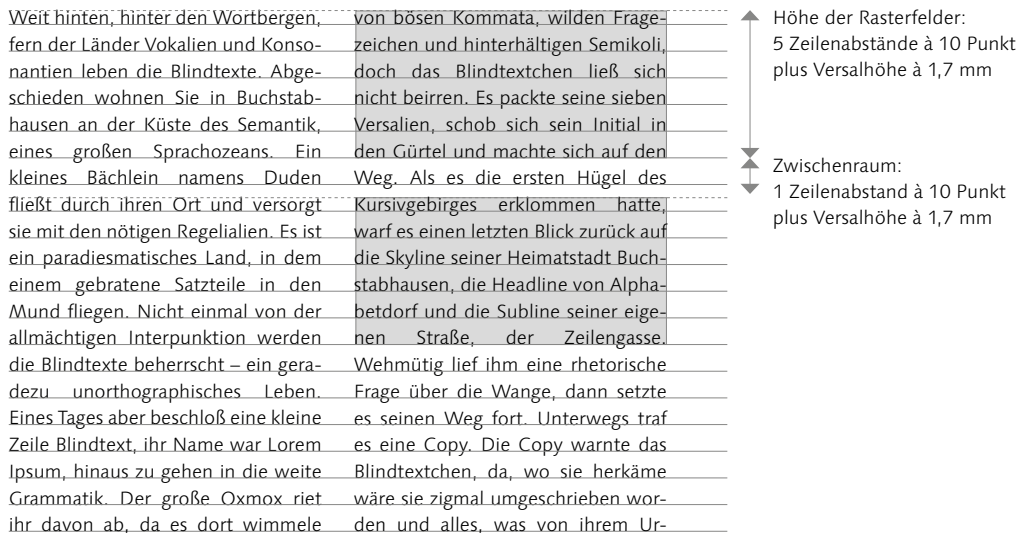 Weit hinten, hinter den Wortbergen,
fern der Länder Vokalien und Konso-
nantien leben die Blindtexte. Abge-
schieden wohnen Sie in Buchstab-
hausen an der Küste des Semantik,
eines großen Sprachozeans. Ein
kleines Bächlein namens Duden
fließt durch ihren Ort und versorgt
sie mit den nötigen Regelialien. Es ist
ein paradiesmatisches Land, in dem
einem gebratene Satzteile in den
Mund fliegen. Nicht einmal von der
allmächtigen Interpunktion werden
die Blindtexte beherrscht – ein gera-
dezu unorthographisches Leben.
Eines Tages aber beschloß eine kleine
Zeile Blindtext, ihr Name war Lorem
Ipsum, hinaus zu gehen in die weite
Grammatik. Der große Oxmox riet
ihr davon ab, da es dort wimmele
von bösen Kommata, wilden Frage-
zeichen und hinterhältigen Semikoli,
doch das Blindtextchen ließ sich
nicht beirren. Es packte seine sieben
Versalien, schob sich sein Initial in
den Gürtel und machte sich auf den
Weg. Als es die ersten Hügel des
Kursivgebirges erklommen hatte,
warf es einen letzten Blick zurück auf
die Skyline seiner Heimatstadt Buch-
stabhausen, die Headline von Alpha-
betdorf und die Subline seiner eige-
nen Straße, der Zeilengasse.
Wehmütig lief ihm eine rhetorische
Frage über die Wange, dann setzte
es seinen Weg fort. Unterwegs traf
es eine Copy. Die Copy warnte das
Blindtextchen, da, wo sie herkäme
wäre sie zigmal umgeschrieben wor-
den und alles, was von ihrem Ur-
Höhe der Rasterfelder:
5 Zeilenabstände à 10 Punkt
plus Versalhöhe à 1,7 mm
Zwischenraum:
1 Zeilenabstand à 10 Punkt
plus Versalhöhe à 1,7 mm